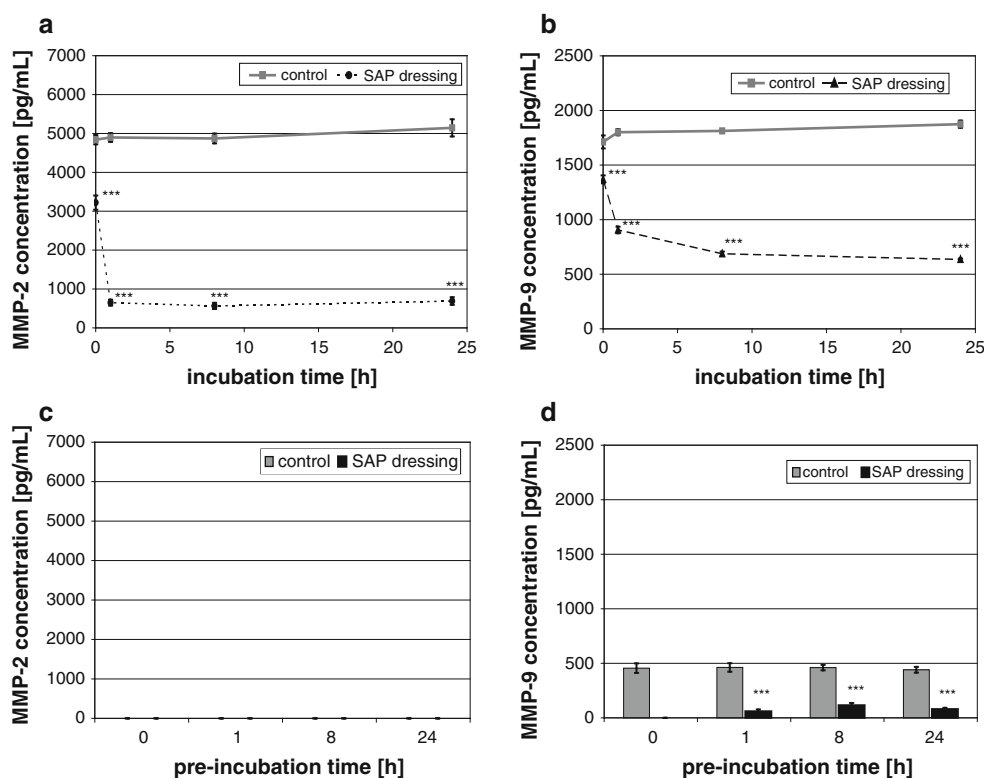 a
MMP-2 concentration [pg/mL]
7000
6000
5000
4000
3000
2000
1000
0
control SAP dressing
***
***
***
***
0 5 10 15 20 25
incubation time [h]
b
MMP-9 concentration [pg/mL]
2500
2000
1500
1000
500
0
control SAP dressing
***
***
***
***
0 5 10 15 20 25
incubation time [h]
c
MMP-2 concentration [pg/mL]
7000
6000
5000
4000
3000
2000
1000
0
control SAP dressing
0 1 8 24
pre-incubation time [h]
d
MMP-9 concentration [pg/mL]
2500
2000
1500
1000
500
0
control SAP dressing
*** *** ***
0 1 8 24
pre-incubation time [h]